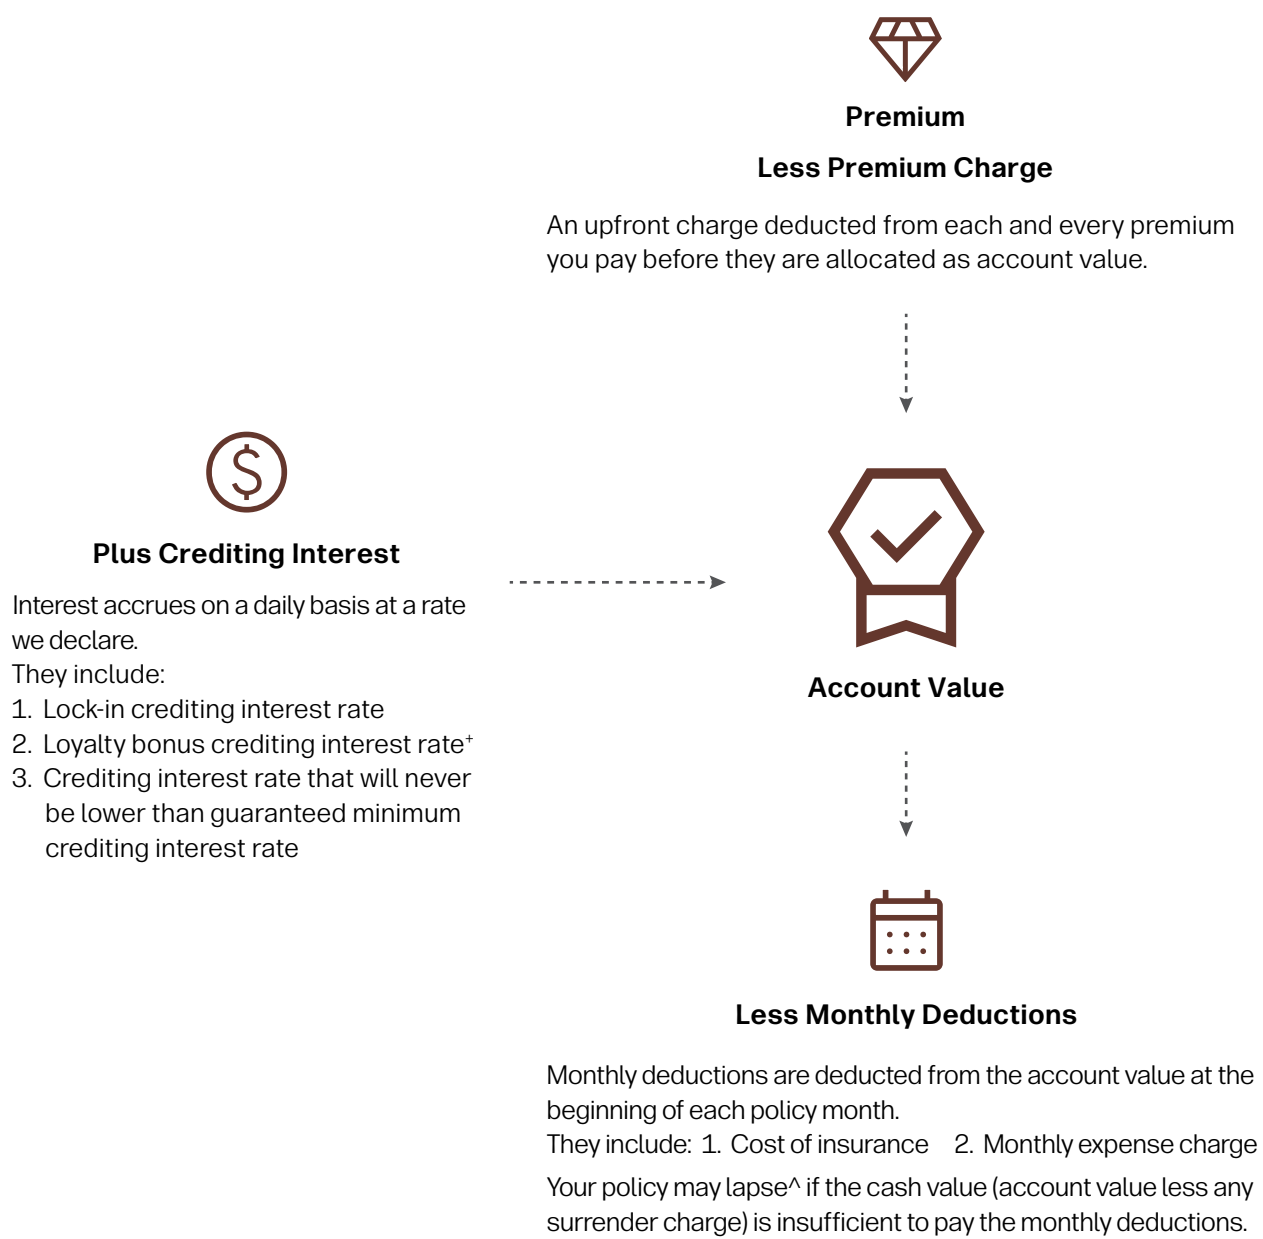 Premium
Less Premium Charge
An upfront charge deducted from each and every premium
you pay before they are allocated as account value.
Plus Crediting Interest
Interest accrues on a daily basis at a rate
we declare.
They include:
1. Lock-in crediting interest rate
2. Loyalty bonus crediting interest rate+
3. Crediting interest rate that will never
be lower than guaranteed minimum
crediting interest rate
Account Value
Less Monthly Deductions
Monthly deductions are deducted from the account value at the
beginning of each policy month.
They include: 1. Cost of insurance 2. Monthly expense charge
Your policy may lapse^ if the cash value (account value less any
surrender charge) is insufficient to pay the monthly deductions.